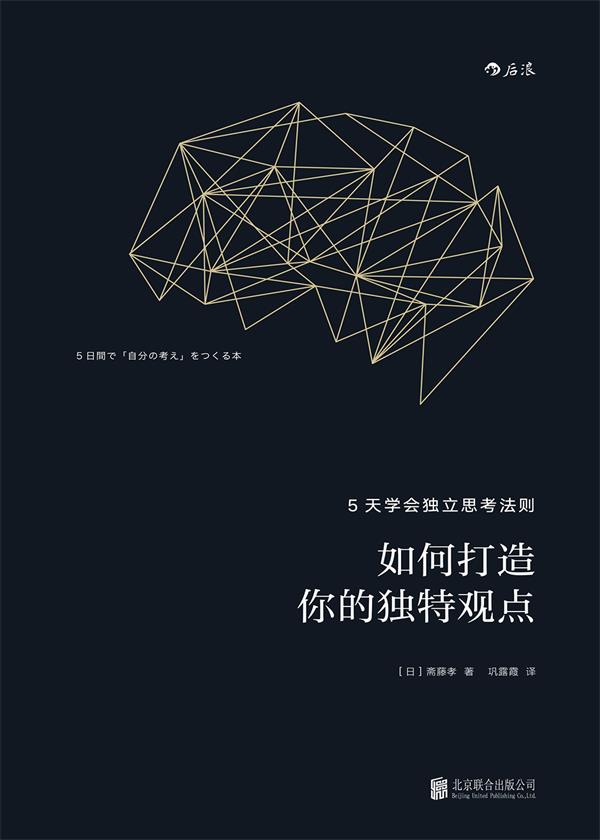 后浪
5日間で「自分の考え」をつくる本
5 天学会独立思考法则
如何打造
你的独特观点
[日]斋藤孝 著 巩露霞 译
北京联合出版公司
Beijing United Publishing Co.,Ltd.